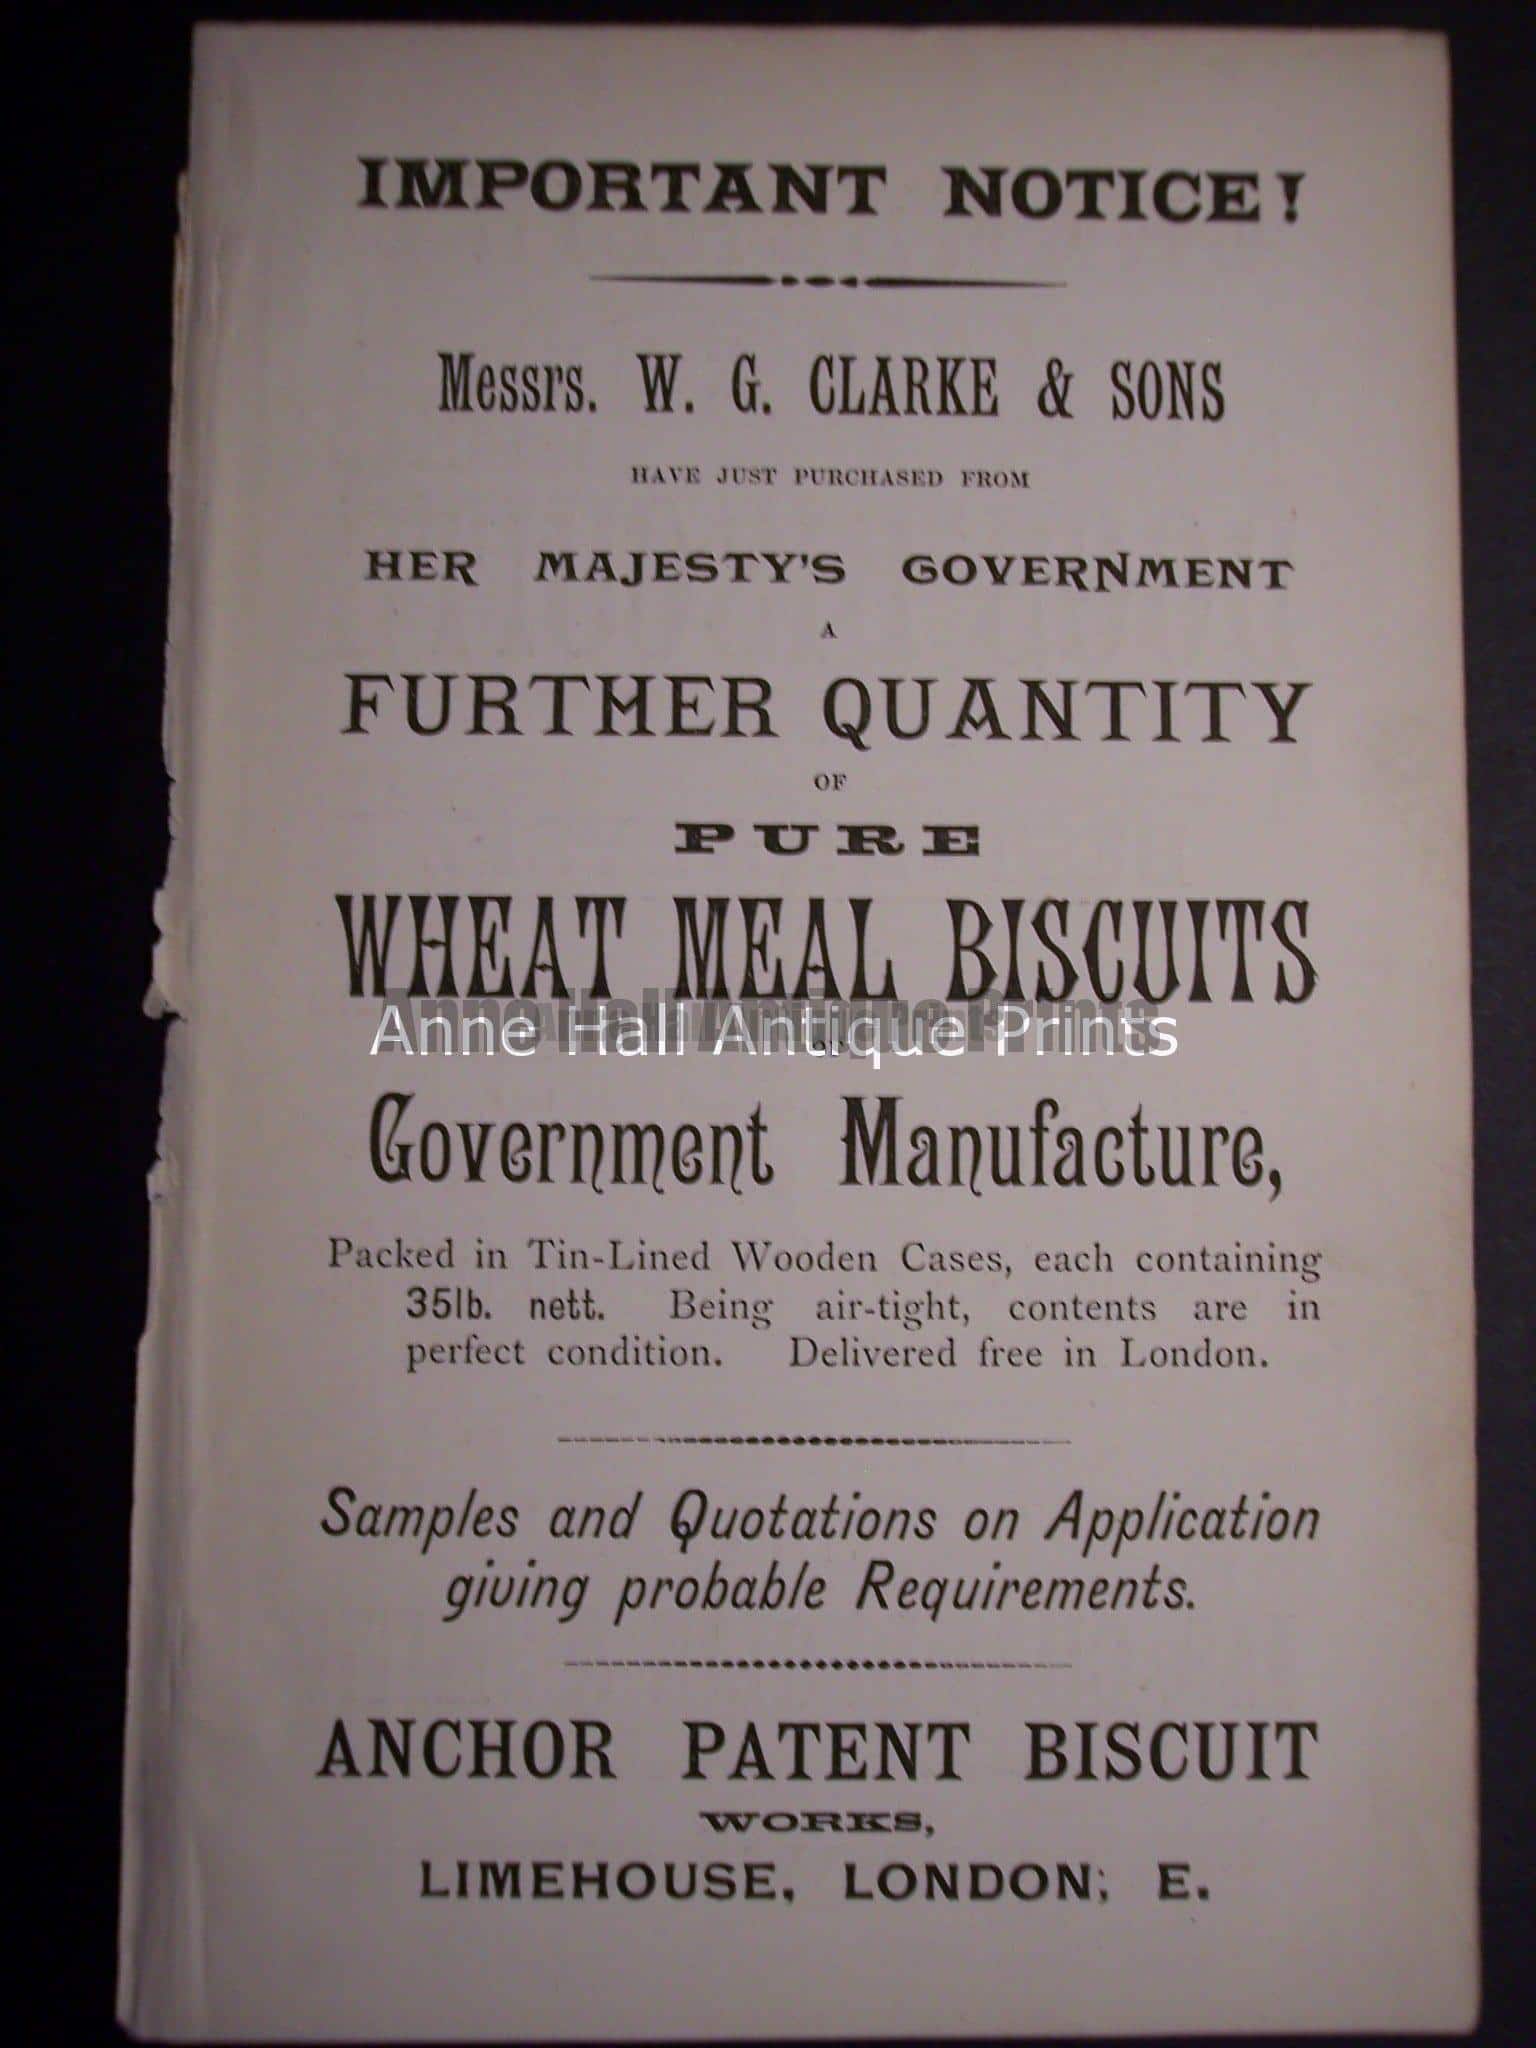 IMPORTANT NOTICE!
Messrs. W. G. CLARKE & SONS
HAVE JUST PURCHASED FROM
HER MAJESTY'S GOVERNMENT
A
FURTHER QUANTITY
OF
PURE
WHEAT MEAL BISCUITS
Anne Hall Antique Prints
OF
Government Manufacture,
Packed in Tin-Lined Wooden Cases, each containing
35lb. nett. Being air-tight, contents are in
perfect condition. Delivered free in London.
Samples and Quotations on Application
giving probable Requirements.
ANCHOR PATENT BISCUIT
WORKS,
LIMEHOUSE, LONDON, E.